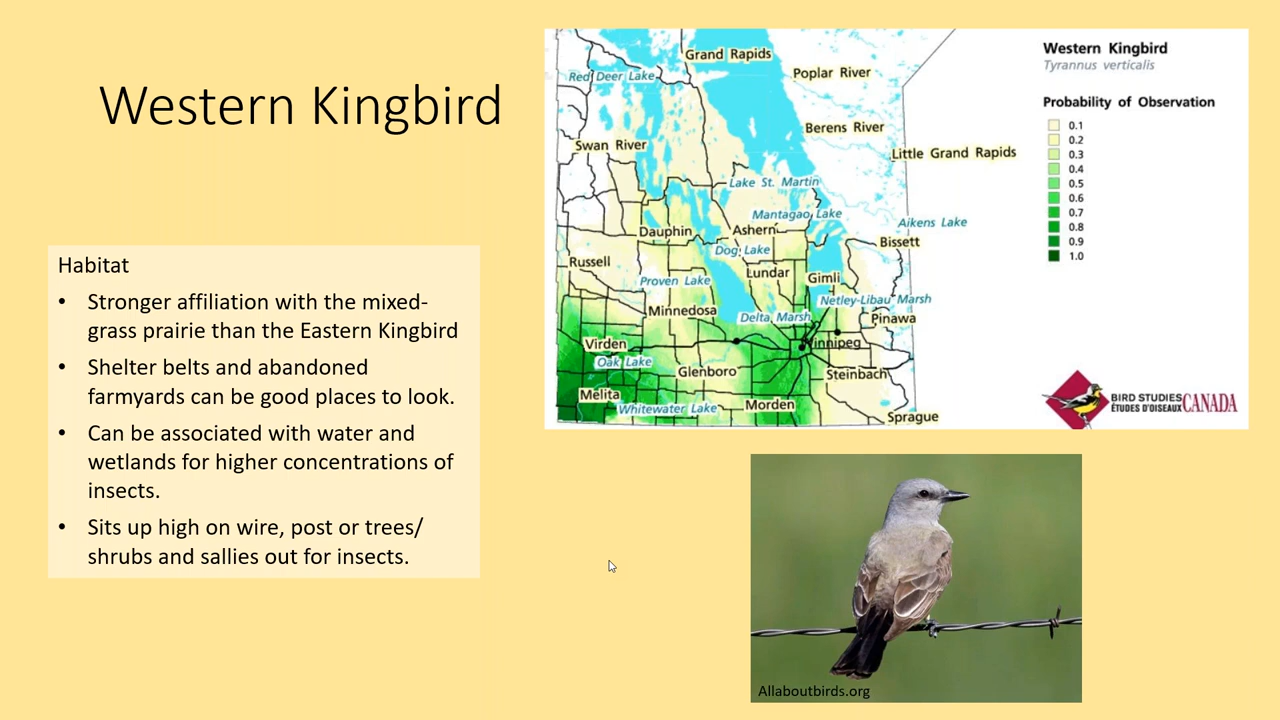 Western Kingbird
Habitat
• Stronger affiliation with the mixed-
grass prairie than the Eastern Kingbird
• Shelter belts and abandoned
farmyards can be good places to look.
• Can be associated with water and
wetlands for higher concentrations of
insects.
• Sits up high on wire, post or trees/
shrubs and sallies out for insects.
Grand Rapids
Red Deer Lake
Poplar River
Berens River
Swan River
Little Grand Rapids
Lake St. Martin
Mantagao Lake
Aikens Lake
Dauphin
Ashern
Bissett
Dog Lake
Russell
Lundar
Gimli
Proven Lake
Netley-Libau Marsh
Minnedosa
Delta Marsh
Pinawa
Virden
Winnipeg
Oak Lake
Glenboro
Steinbach
Melita
Whitewater Lake
Morden
Sprague
Western Kingbird
Tyrannus verticalis
Probability of Observation
0.1
0.2
0.3
0.4
0.5
0.6
0.7
0.8
0.9
1.0
BIRD STUDIES
ÉTUDES D'OISEAUX CANADA
Allaboutbirds.org